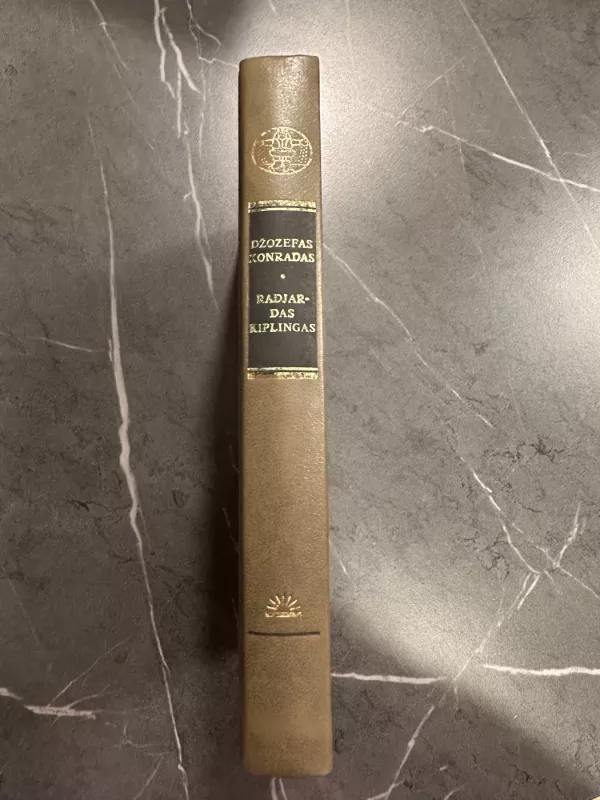 DŽOZEFAS
KONRADAS
•
RADJAR-
DAS
KIPLINGAS